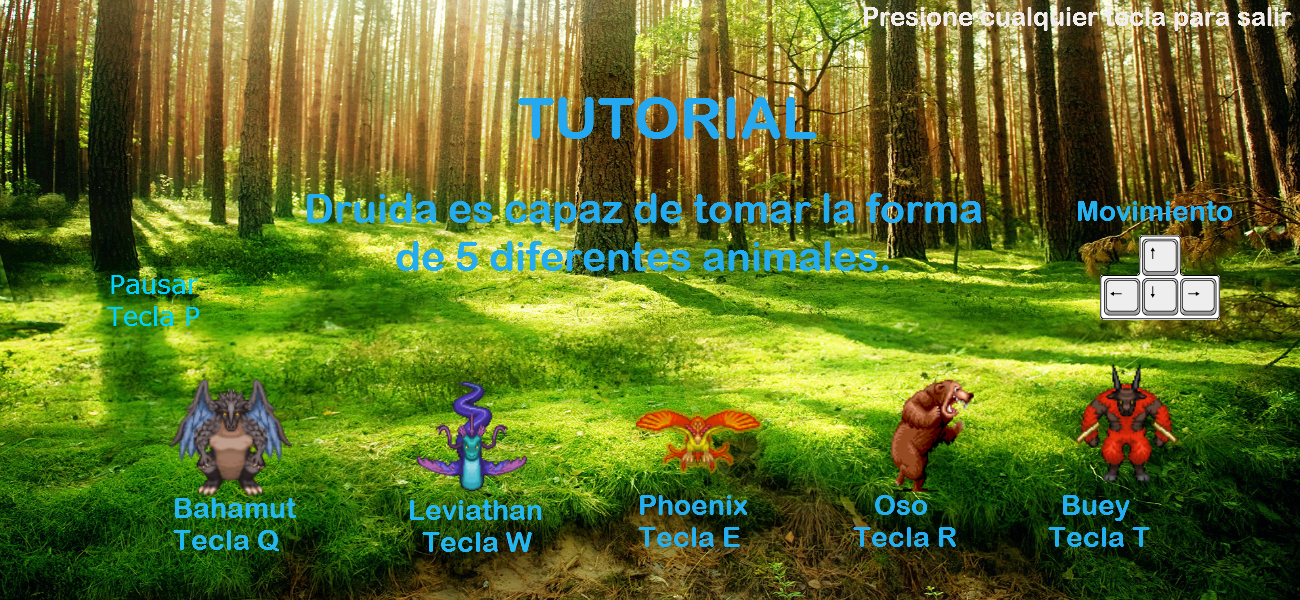 Presione cualquier tecla para salir
TUTORIAL
Druida es capaz de tomar la forma
de 5 diferentes animales.
Movimiento
↑
← ↓ →
Pausar
Tecla P
Bahamut
Tecla Q
Leviathan
Tecla W
Phoenix
Tecla E
Oso
Tecla R
Buey
Tecla T